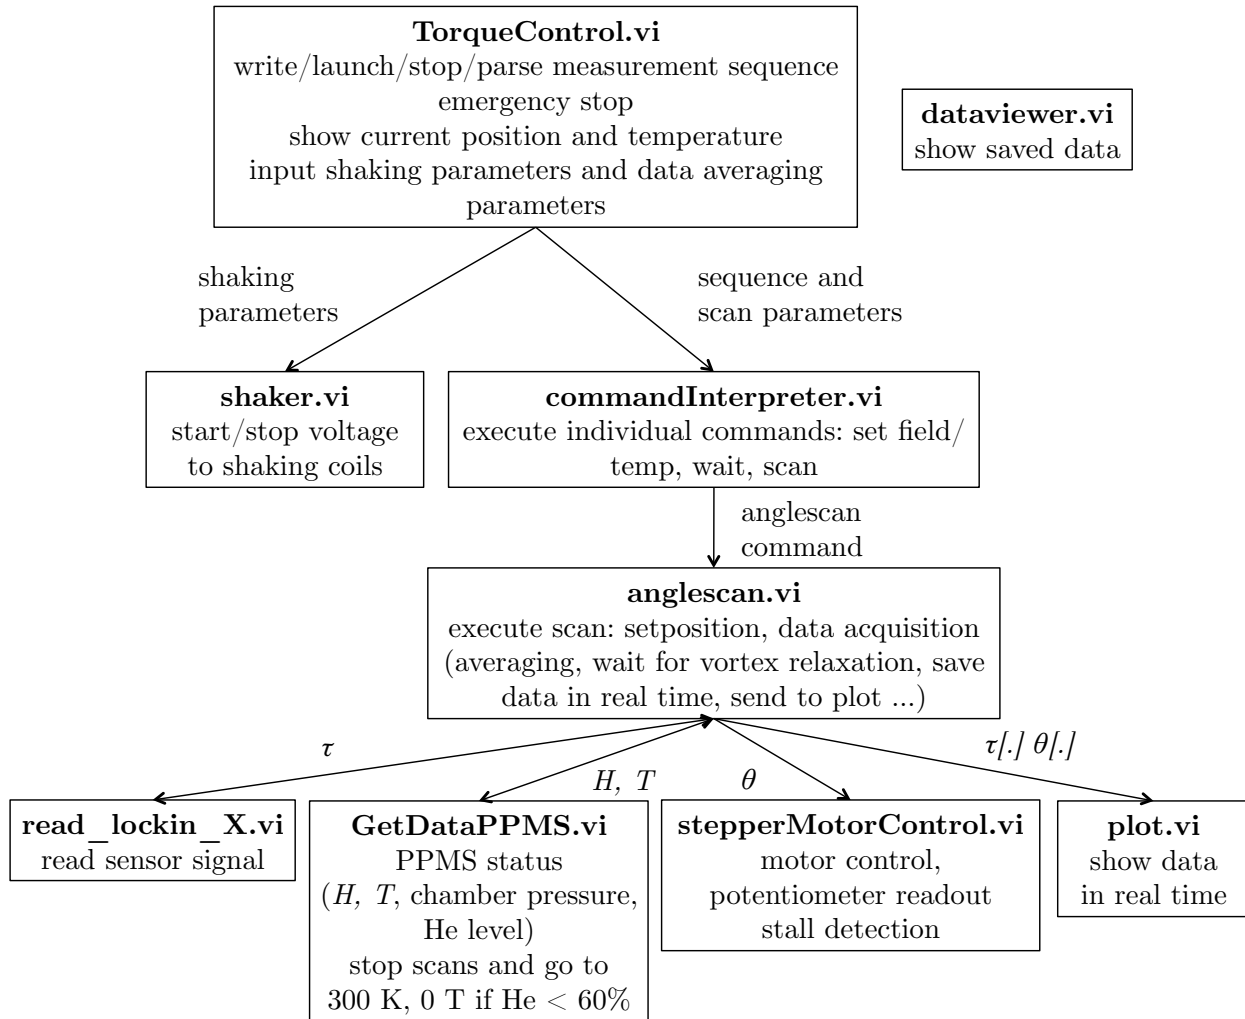 TorqueControl.vi
write/launch/stop/parse measurement sequence
emergency stop
show current position and temperature
input shaking parameters and data averaging
parameters
dataviewer.vi
show saved data
shaking
parameters
sequence and
scan parameters
shaker.vi
start/stop voltage
to shaking coils
commandInterpreter.vi
execute individual commands: set field/
temp, wait, scan
anglescan
command
anglescan.vi
execute scan: setposition, data acquisition
(averaging, wait for vortex relaxation, save
data in real time, send to plot ...)
τ
H, T
θ
τ[.] θ[.]
read_lockin_X.vi
read sensor signal
GetDataPPMS.vi
PPMS status
(H, T, chamber pressure,
He level)
stop scans and go to
300 K, 0 T if He < 60%
stepperMotorControl.vi
motor control,
potentiometer readout
stall detection
plot.vi
show data
in real time